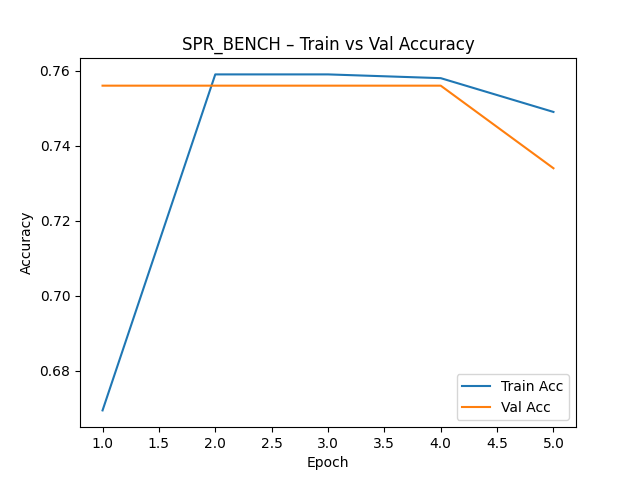 SPR_BENCH – Train vs Val Accuracy
Accuracy
0.76
0.74
0.72
0.70
0.68
1.0
1.5
2.0
2.5
3.0
3.5
4.0
4.5
5.0
Epoch
Train Acc
Val Acc